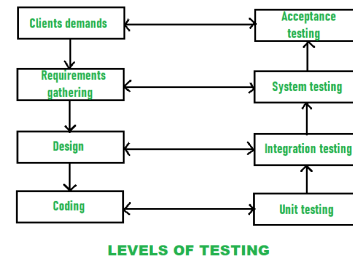 Clients demands
Acceptance
testing
Requirements
gathering
System testing
Design
Integration testing
Coding
Unit testing
LEVELS OF TESTING